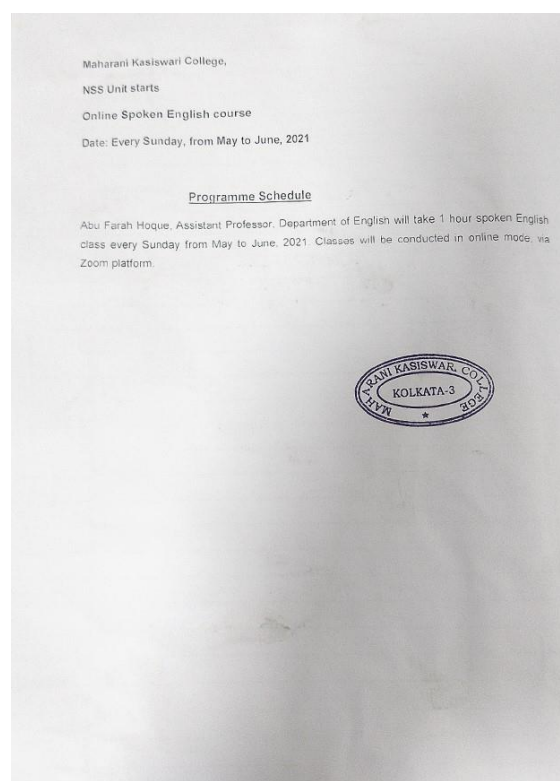 Maharani Kasiswari College,
NSS Unit starts
Online Spoken English course
Date: Every Sunday, from May to June, 2021
Programme Schedule
Abu Farah Hoque, Assistant Professor, Department of English will take 1 hour spoken English
class every Sunday from May to June, 2021. Classes will be conducted in online mode, via
Zoom platform.
MAHARANI KASISWARI COLLEGE
KOLKATA-3